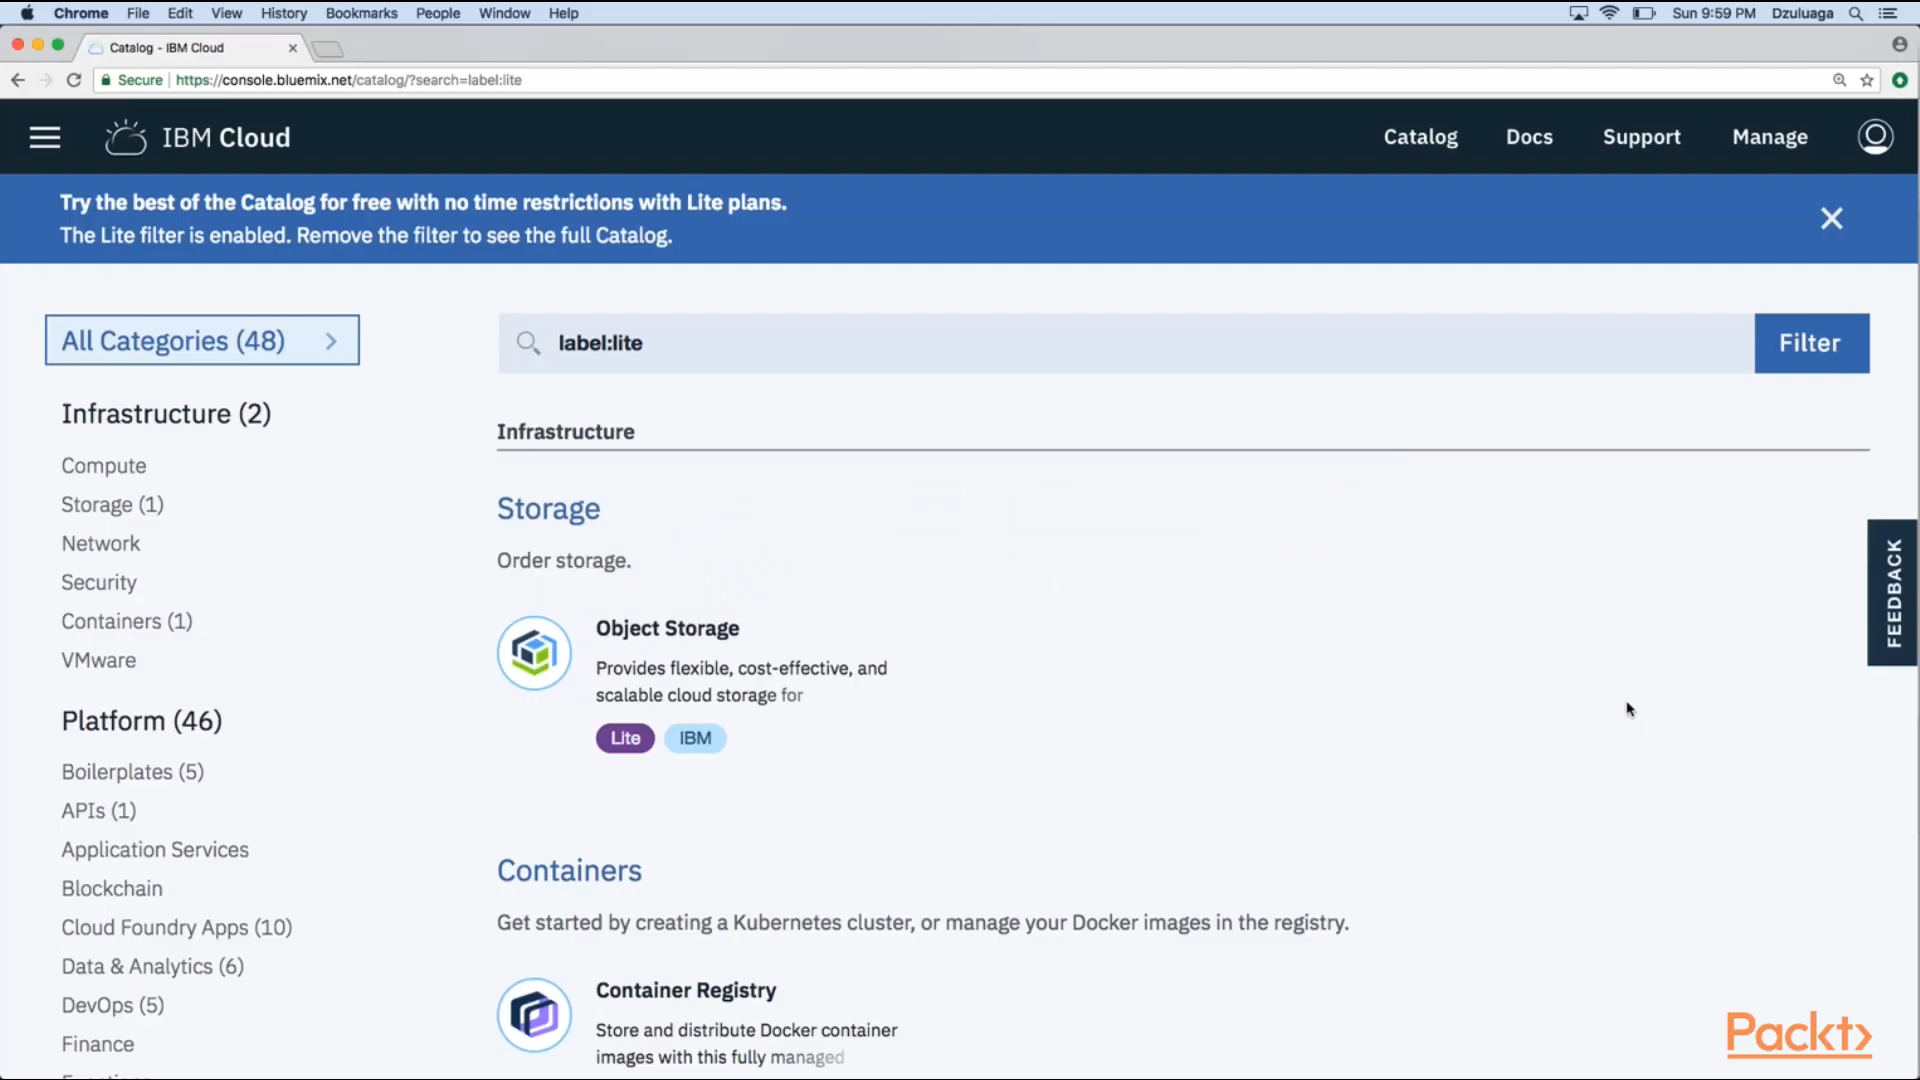 Chrome File Edit View History Bookmarks People Window Help Sun 9:59 PM Dzuluaga
Catalog - IBM Cloud
Secure https://console.bluemix.net/catalog/?search=label:lite
IBM Cloud Catalog Docs Support Manage
Try the best of the Catalog for free with no time restrictions with Lite plans.
The Lite filter is enabled. Remove the filter to see the full Catalog.
All Categories (48)
Infrastructure (2)
Compute
Storage (1)
Network
Security
Containers (1)
VMware
Platform (46)
Boilerplates (5)
APIs (1)
Application Services
Blockchain
Cloud Foundry Apps (10)
Data & Analytics (6)
DevOps (5)
Finance
label:lite
Filter
Infrastructure
Storage
Order storage.
Object Storage
Provides flexible, cost-effective, and
scalable cloud storage for
Lite IBM
Containers
Get started by creating a Kubernetes cluster, or manage your Docker images in the registry.
Container Registry
Store and distribute Docker container
images with this fully managed
FEEDBACK
Packt>